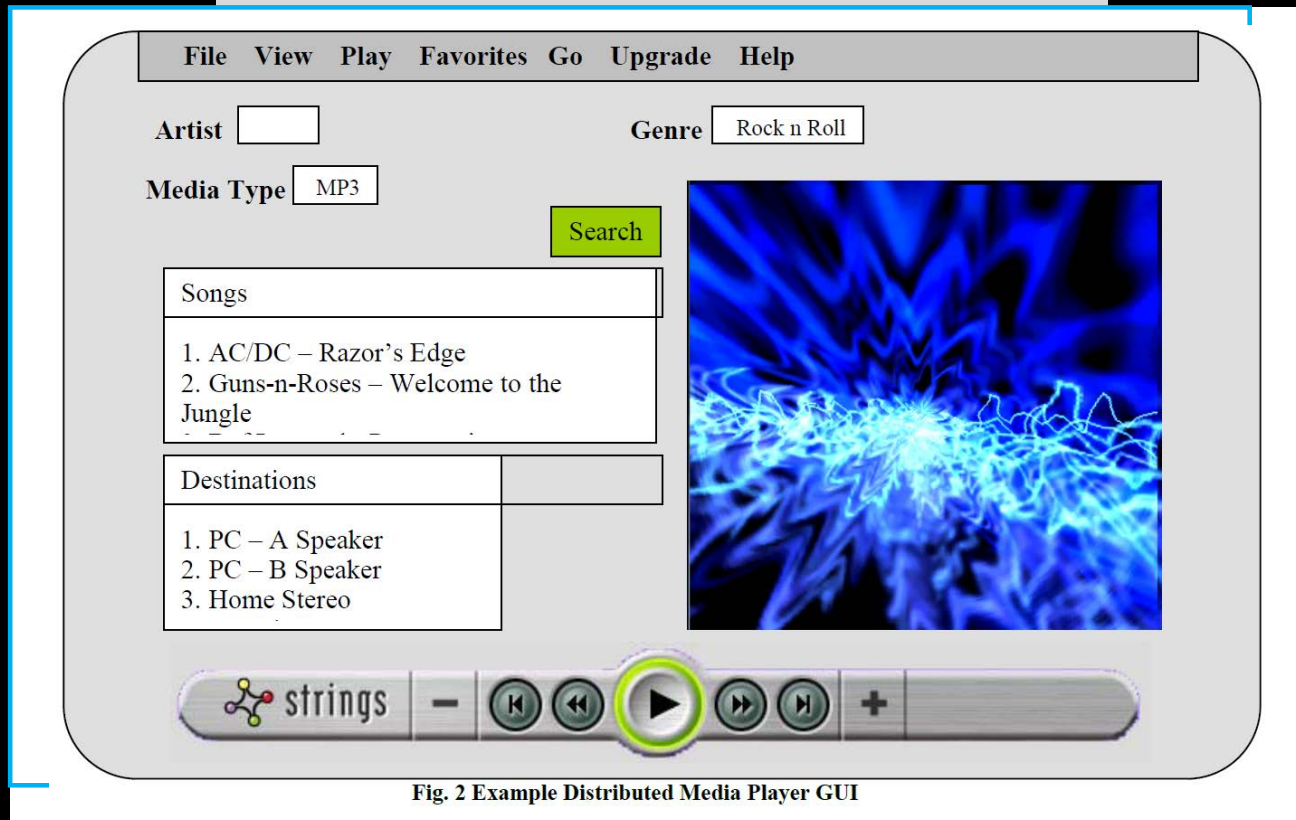 File View Play Favorites Go Upgrade Help
Artist
Genre Rock n Roll
Media Type MP3
Search
Songs
1. AC/DC – Razor's Edge
2. Guns-n-Roses – Welcome to the
Jungle
Destinations
1. PC – A Speaker
2. PC – B Speaker
3. Home Stereo
strings
Fig. 2 Example Distributed Media Player GUI